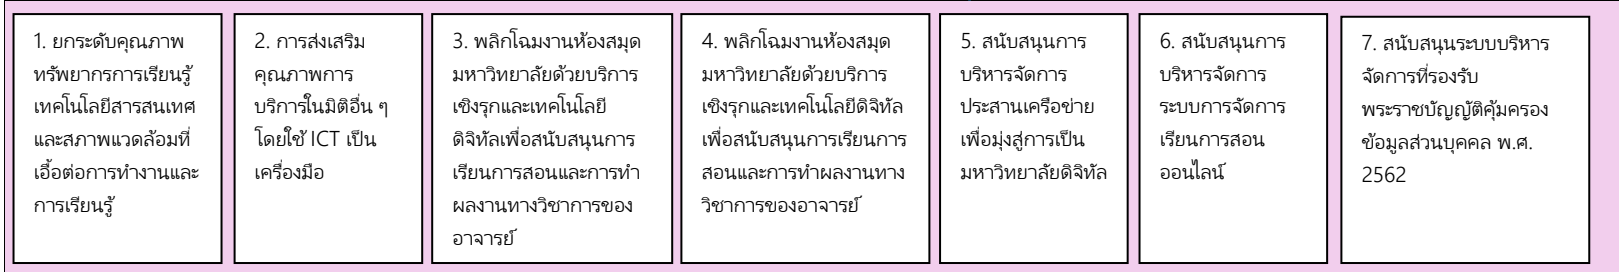 1. ยกระดับคุณภาพ
ทรัพยากรการเรียนรู้
เทคโนโลยีสารสนเทศ
และสภาพแวดล้อมที่
เอื้อต่อการทำงานและ
การเรียนรู้
2. การส่งเสริม
คุณภาพการ
บริการในมิติอื่น ๆ
โดยใช้ ICT เป็น
เครื่องมือ
3. พลิกโฉมงานห้องสมุด
มหาวิทยาลัยด้วยบริการ
เชิงรุกและเทคโนโลยี
ดิจิทัลเพื่อสนับสนุนการ
เรียนการสอนและการทำ
ผลงานทางวิชาการของ
อาจารย์
4. พลิกโฉมงานห้องสมุด
มหาวิทยาลัยด้วยบริการ
เชิงรุกและเทคโนโลยีดิจิทัล
เพื่อสนับสนุนการเรียนการ
สอนและการทำผลงานทาง
วิชาการของอาจารย์
5. สนับสนุนการ
บริหารจัดการ
ประสานเครือข่าย
เพื่อมุ่งสู่การเป็น
มหาวิทยาลัยดิจิทัล
6. สนับสนุนการ
บริหารจัดการ
ระบบการจัดการ
เรียนการสอน
ออนไลน์
7. สนับสนุนระบบบริหาร
จัดการที่รองรับ
พระราชบัญญัติคุ้มครอง
ข้อมูลส่วนบุคคล พ.ศ.
2562